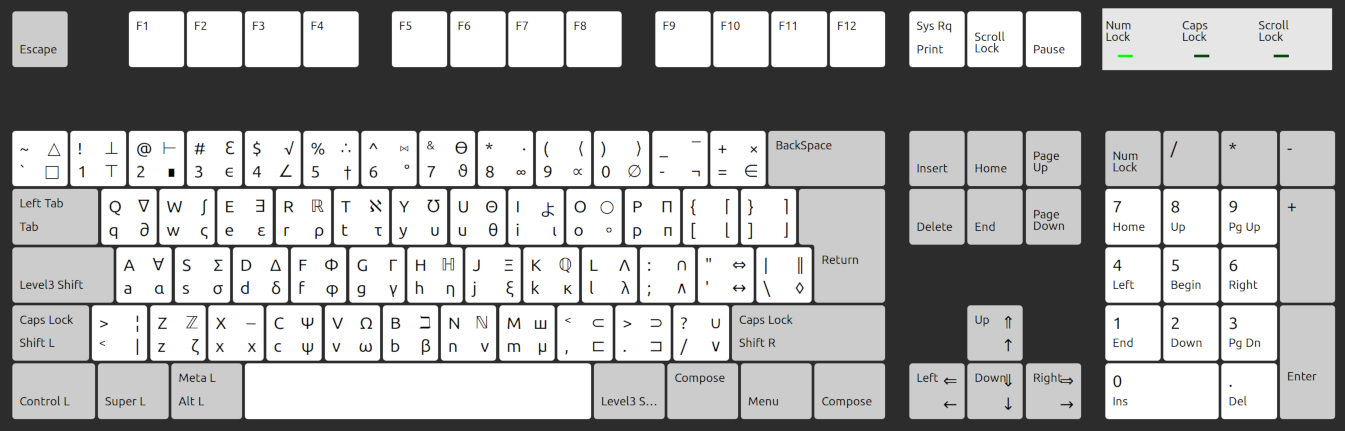 Escape
F1 F2 F3 F4 F5 F6 F7 F8 F9 F10 F11 F12
Sys Rq
Print
Scroll
Lock
Pause
Num
Lock
Caps
Lock
Scroll
Lock
~ △ ! ⊥ @ ⊢ # ℇ $ √ % ∴ ^ ⋈ & ϴ * · ( ⟨ ) ⟩ _ ¯ + ×
` □ 1 ⊤ 2 ∎ 3 ϵ 4 ∠ 5 † 6 ° 7 ϑ 8 ∞ 9 ∝ 0 ∅ - ¬ = ∈
BackSpace
Insert
Home
Page
Up
Num
Lock
/ * -
Left Tab
Tab
Q ∇ W ∫ E ∃ R ℝ T ℵ Y ℧ U Θ I O ○ P Π { ⌈ } ⌉
q ∂ w ς e ε r ρ t τ y υ u θ i ι o ∘ p π [ ⌊ ] ⌋
Delete
End
Page
Down
7 8 9 +
Home Up Pg Up
Level3 Shift
A ∀ S Σ D Δ F Φ G Γ H ℍ J Ξ K ℚ L Λ : ∩ " ⇔ | ‖
a α s σ d δ f φ g γ h η j ξ k κ l λ ; ∧ ' ↔ \ ◊
Return
4 5 6
Left Begin Right
Caps Lock
Shift L
> ¦ Z ℤ X – C Ψ V Ω B ℶ N ℕ M ш < ⊂ > ⊃ ? ∪
< | z ζ x x c ψ v ω b β n ν m μ , ⊏ . ⊐ / ∨
Caps Lock
Shift R
Up ⇑
↑
1 2 3
End Down Pg Dn
Enter
Control L
Super L
Meta L
Alt L
Level3 S...
Compose
Menu
Compose
Left ⇐
←
Down ⇓
↓
Right ⇒
→
0 .
Ins Del